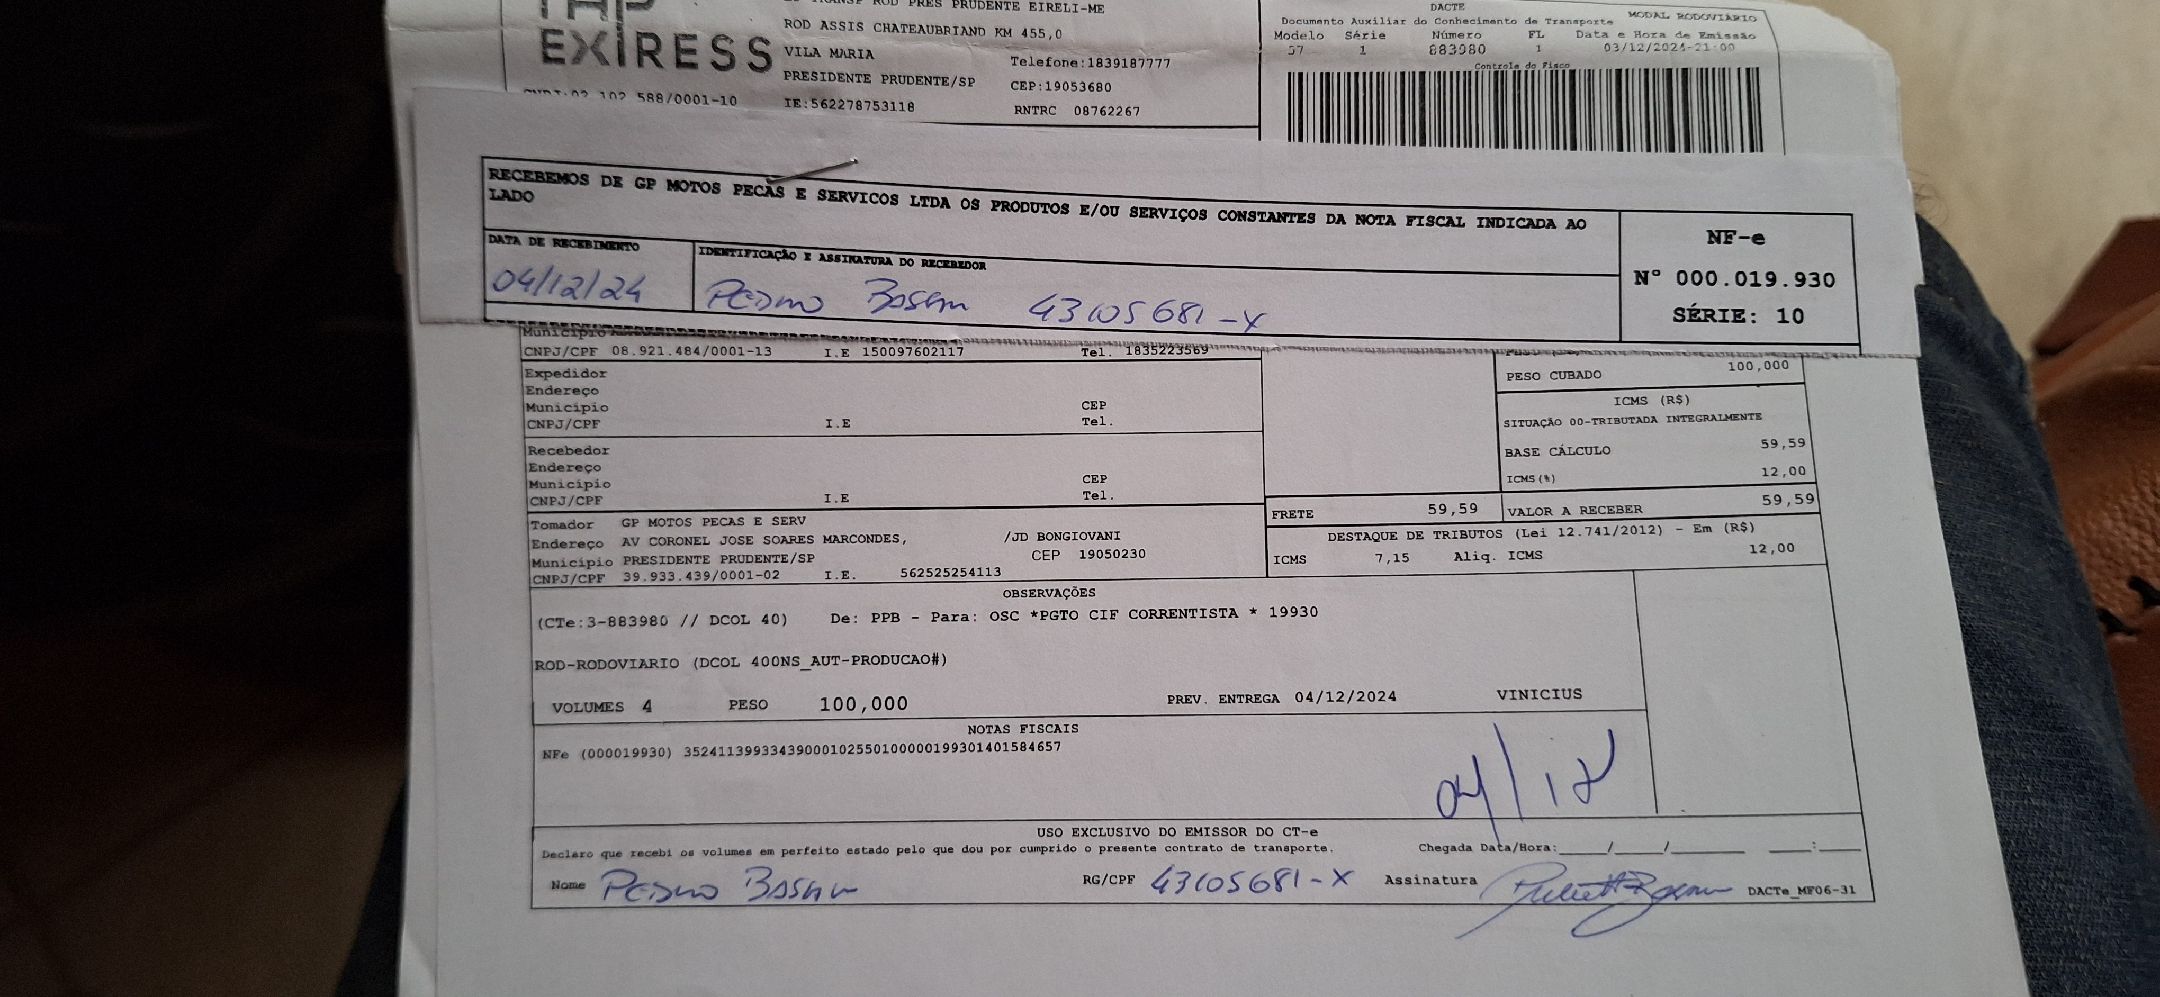 EXIRESS
ROD PRES PRUDENTE EIRELI-ME
ROD ASSIS CHATEAUBRIAND KM 455,0
VILA MARIA
Telefone:1839187777
PRESIDENTE PRUDENTE/SP
CEP:19053680
588/0001-10
IE:562278753118
RNTRC 08762267
DACTE
Documento Auxiliar do Conhecimento de Transporte
MODAL RODOVIÁRIO
Modelo Série Número FL Data e Hora de Emissão
57 1 883980 1 03/12/2024-21:00
Controle do Fisco
RECEBEMOS DE GP MOTOS PECAS E SERVICOS LTDA OS PRODUTOS E/OU SERVIÇOS CONSTANTES DA NOTA FISCAL INDICADA AO
LADO
DATA DE RECEBIMENTO
04/12/24
IDENTIFICAÇÃO E ASSINATURA DO RECEBEDOR
PEDRO 43105681-X
NF-e
Nº 000.019.930
SÉRIE: 10
Município
CNPJ/CPF 08.921.484/0001-13 I.E 150097602117 Tel. 1835223569
Expedidor
Endereço
Município CEP
CNPJ/CPF I.E Tel.
Recebedor
Endereço
Município CEP
CNPJ/CPF I.E Tel.
PESO CUBADO 100,000
ICMS (R$)
SITUAÇÃO 00-TRIBUTADA INTEGRALMENTE
BASE CÁLCULO 59,59
ICMS(%) 12,00
FRETE 59,59 VALOR A RECEBER 59,59
Tomador GP MOTOS PECAS E SERV
Endereço AV CORONEL JOSE SOARES MARCONDES, /JD BONGIOVANI
Município PRESIDENTE PRUDENTE/SP CEP 19050230
CNPJ/CPF 39.933.439/0001-02 I.E. 562525254113
DESTAQUE DE TRIBUTOS (Lei 12.741/2012) - Em (R$)
ICMS 7,15 Aliq. ICMS 12,00
OBSERVAÇÕES
(CTe:3-883980 // DCOL 40) De: PPB - Para: OSC *PGTO CIF CORRENTISTA * 19930
ROD-RODOVIARIO (DCOL 400NS_AUT-PRODUCAO#)
VOLUMES 4 PESO 100,000 PREV. ENTREGA 04/12/2024 VINICIUS
NOTAS FISCAIS
NFe (000019930) 35241139933439000102550100000199301401584657
04/12
USO EXCLUSIVO DO EMISSOR DO CT-e
Declaro que recebi os volumes em perfeito estado pelo que dou por cumprido o presente contrato de transporte. Chegada Data/Hora:____/____/______ ____:____
Nome PEDRO RG/CPF 43105681-X Assinatura DACTe_MF06-31